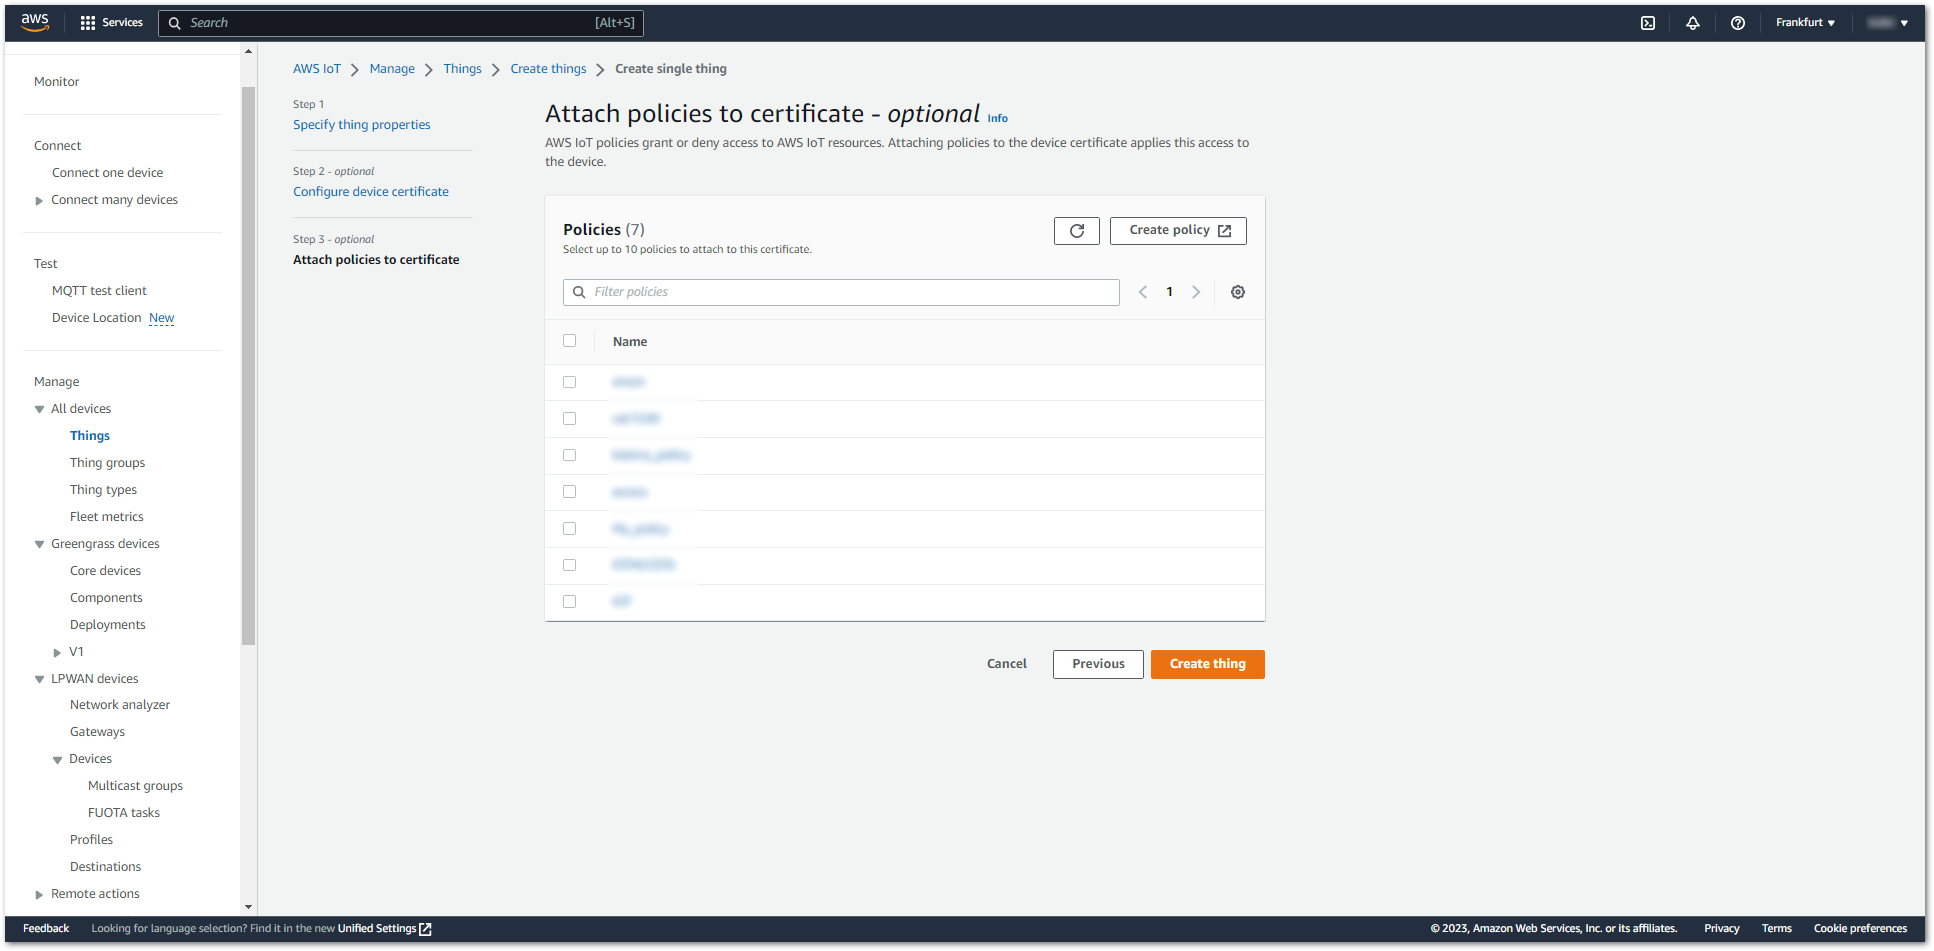 aws
Services
Search
[Alt+S]
Frankfurt
Monitor
Connect
Connect one device
Connect many devices
Test
MQTT test client
Device Location New
Manage
All devices
Things
Thing groups
Thing types
Fleet metrics
Greengrass devices
Core devices
Components
Deployments
V1
LPWAN devices
Network analyzer
Gateways
Devices
Multicast groups
FUOTA tasks
Profiles
Destinations
Remote actions
AWS IoT > Manage > Things > Create things > Create single thing
Step 1
Specify thing properties
Step 2 - optional
Configure device certificate
Step 3 - optional
Attach policies to certificate
Attach policies to certificate - optional Info
AWS IoT policies grant or deny access to AWS IoT resources. Attaching policies to the device certificate applies this access to
the device.
Policies (7)
Select up to 10 policies to attach to this certificate.
Create policy
Filter policies
1
Name
Cancel
Previous
Create thing
Feedback
Looking for language selection? Find it in the new Unified Settings
© 2023, Amazon Web Services, Inc. or its affiliates.
Privacy
Terms
Cookie preferences